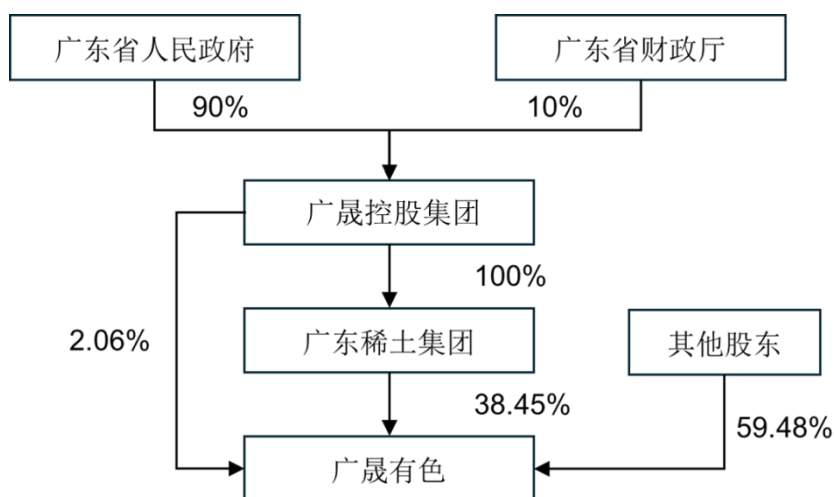 广东省人民政府
广东省财政厅
90%
10%
广晟控股集团
100%
2.06%
广东稀土集团
其他股东
38.45%
59.48%
广晟有色